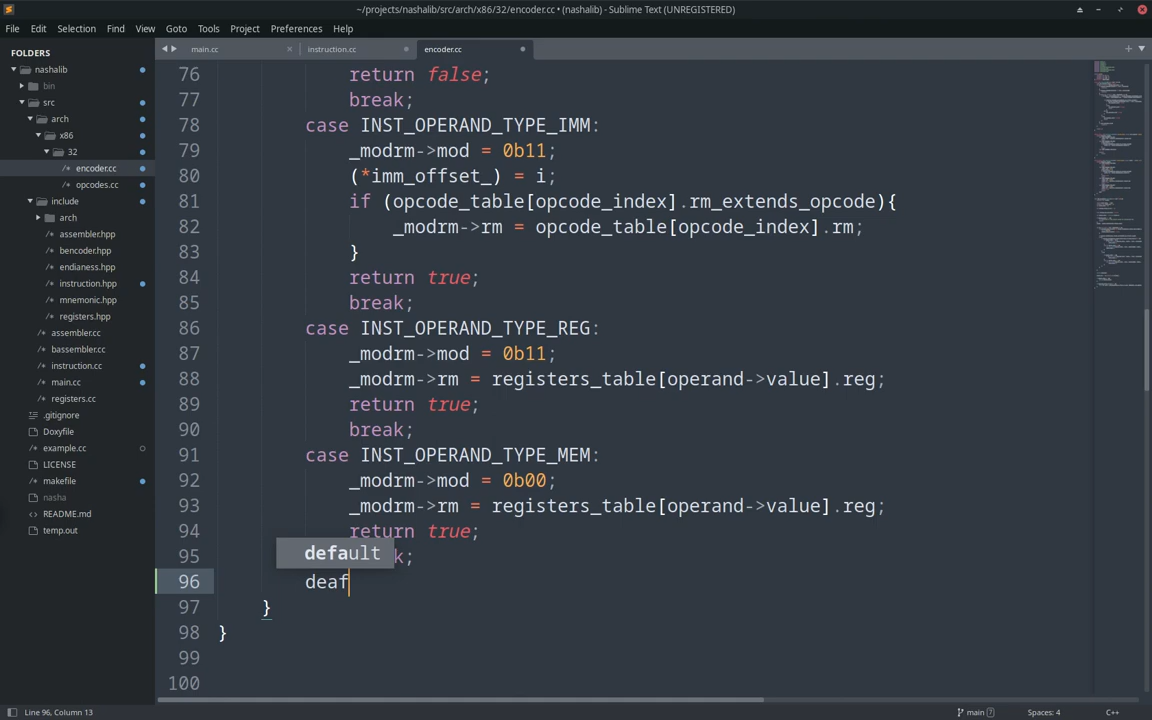 ~/projects/nashalib/src/arch/x86/32/encoder.cc • (nashalib) - Sublime Text (UNREGISTERED)
File Edit Selection Find View Goto Tools Project Preferences Help
FOLDERS
nashalib
bin
src
arch
x86
32
/* encoder.cc
/* opcodes.cc
include
arch
/* assembler.hpp
/* bencoder.hpp
/* endianess.hpp
/* instruction.hpp
/* mnemonic.hpp
/* registers.hpp
/* assembler.cc
/* bassembler.cc
/* instruction.cc
/* main.cc
/* registers.cc
.gitignore
Doxyfile
/* example.cc
LICENSE
/* makefile
nasha
<> README.md
temp.out
main.cc instruction.cc encoder.cc
76 return false;
77 break;
78 case INST_OPERAND_TYPE_IMM:
79 _modrm->mod = 0b11;
80 (*imm_offset_) = i;
81 if (opcode_table[opcode_index].rm_extends_opcode){
82 _modrm->rm = opcode_table[opcode_index].rm;
83 }
84 return true;
85 break;
86 case INST_OPERAND_TYPE_REG:
87 _modrm->mod = 0b11;
88 _modrm->rm = registers_table[operand->value].reg;
89 return true;
90 break;
91 case INST_OPERAND_TYPE_MEM:
92 _modrm->mod = 0b00;
93 _modrm->rm = registers_table[operand->value].reg;
94 return true;
default
95 k;
96 deaf
97 }
98 }
99
100
Line 96, Column 13 main 7 Spaces: 4 C++